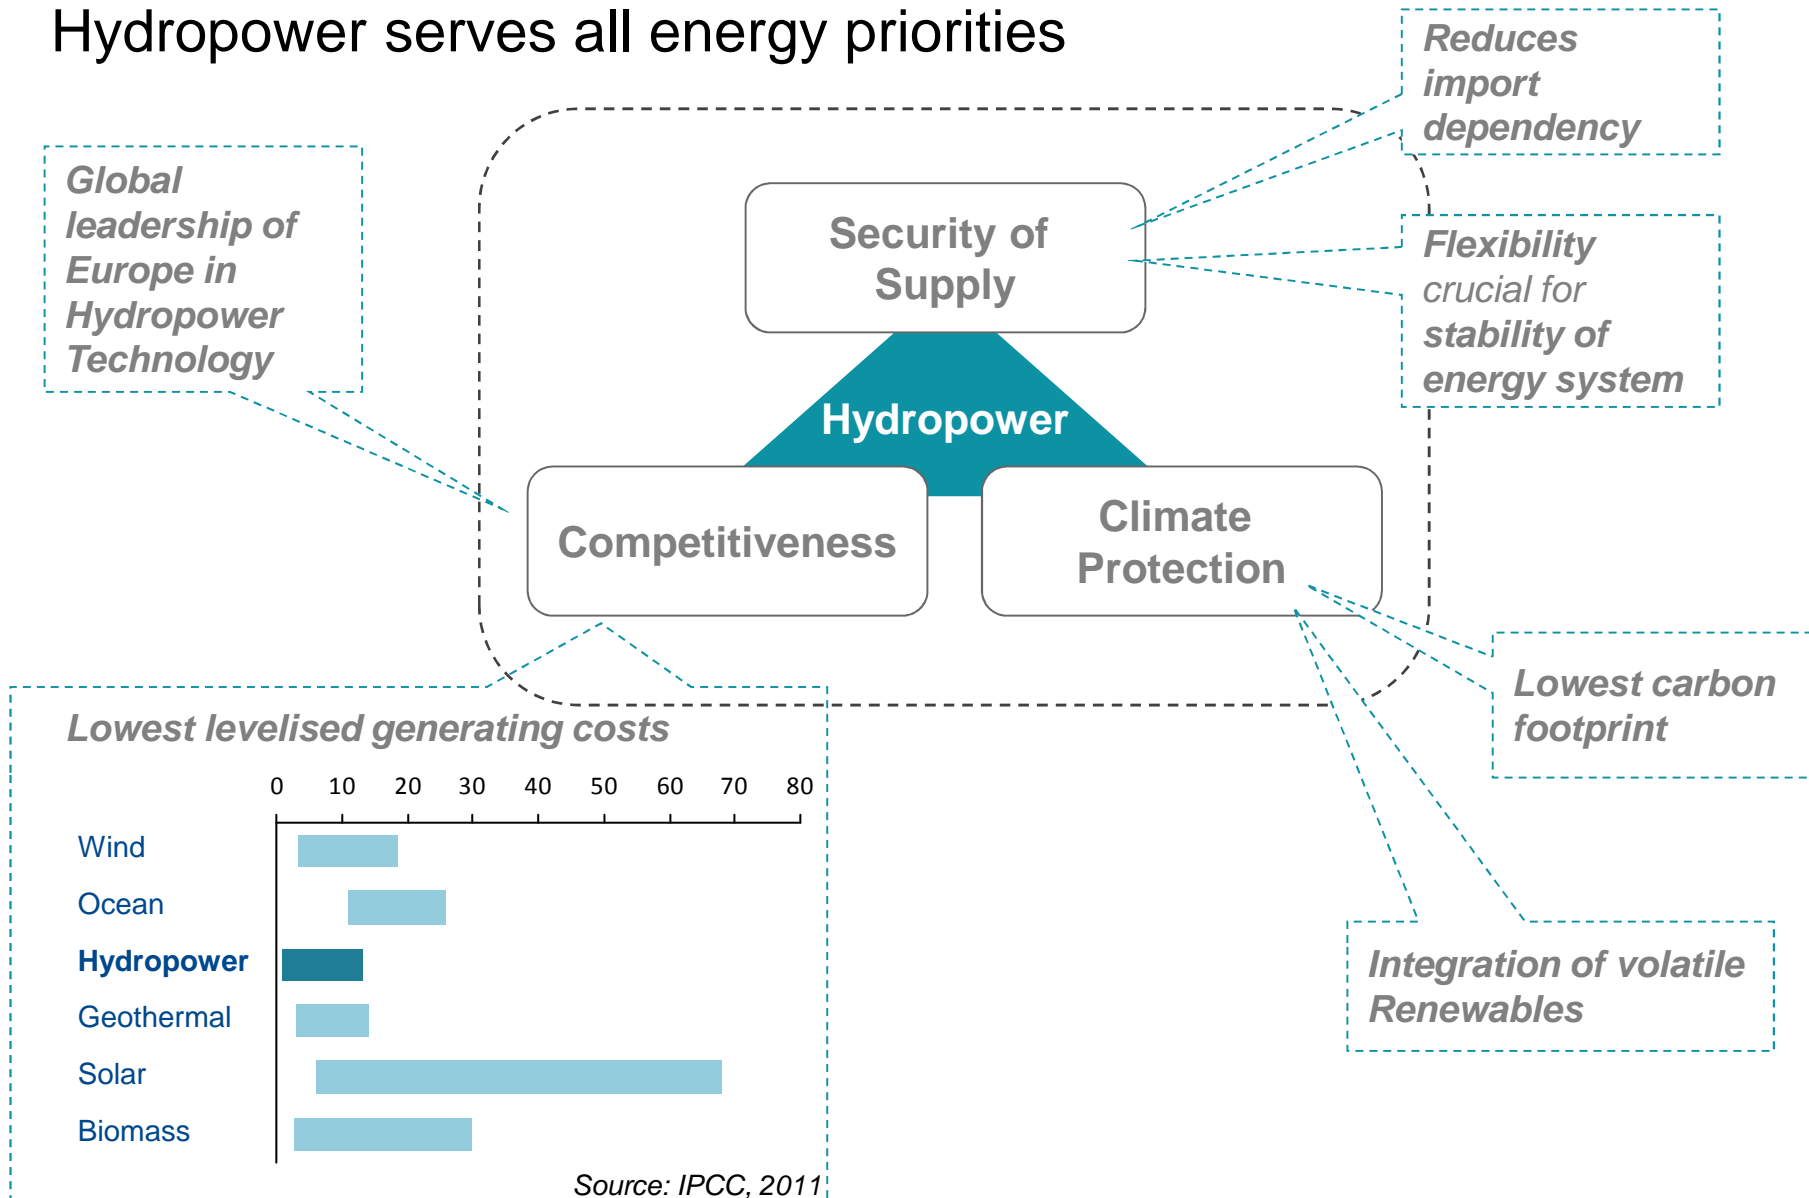 Hydropower serves all energy priorities
Reduces
import
dependency
Global
leadership of
Europe in
Hydropower
Technology
Security of
Supply
Flexibility
crucial for
stability of
energy system
Hydropower
Competitiveness
Climate
Protection
Lowest carbon
footprint
Lowest levelised generating costs
0 10 20 30 40 50 60 70 80
Wind
Ocean
Hydropower
Geothermal
Solar
Biomass
Integration of volatile
Renewables
Source: IPCC, 2011